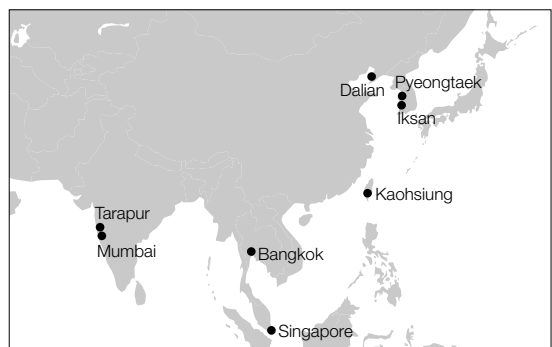 Pyeongtaek
Dalian
Iksan
Kaohsiung
Tarapur
Mumbai
Bangkok
Singapore